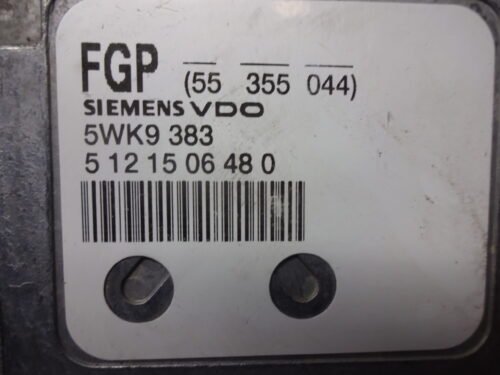 FGP (55 355 044)
SIEMENS VDO
5WK9 383
5 12 15 06 48 0